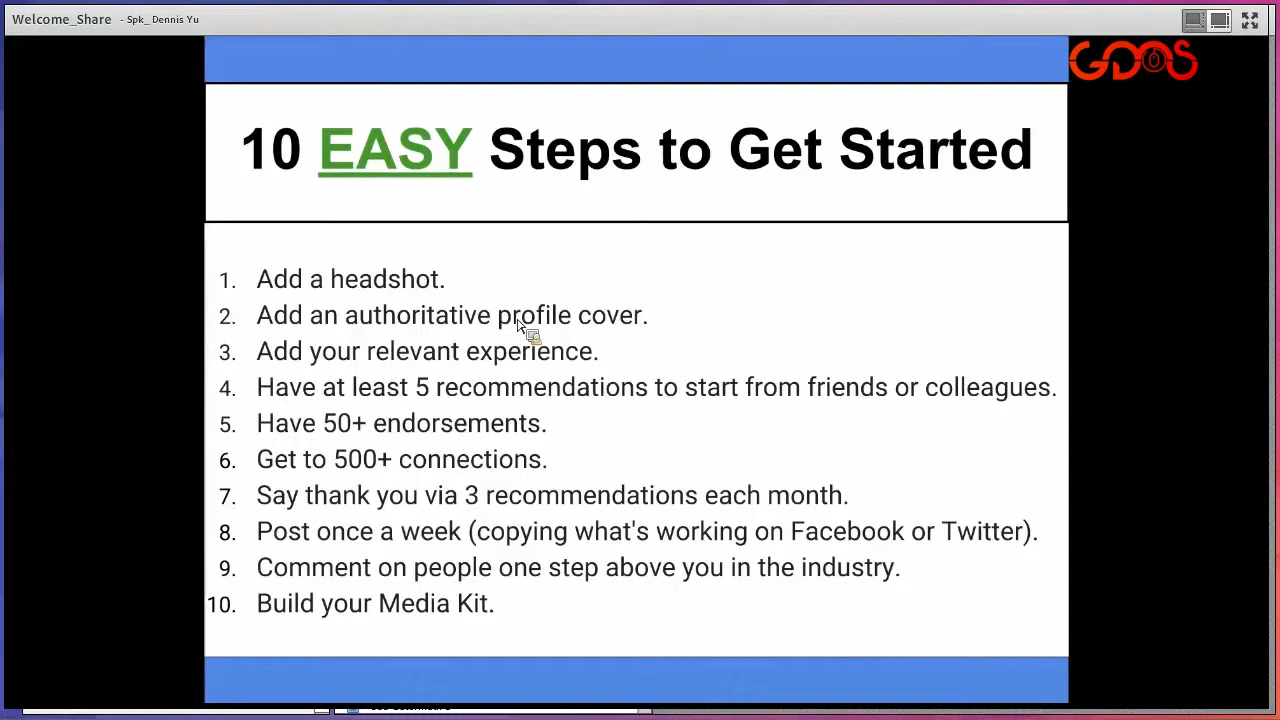 Welcome_Share - Spk_ Dennis Yu
GDOS
10 EASY Steps to Get Started
1. Add a headshot.
2. Add an authoritative profile cover.
3. Add your relevant experience.
4. Have at least 5 recommendations to start from friends or colleagues.
5. Have 50+ endorsements.
6. Get to 500+ connections.
7. Say thank you via 3 recommendations each month.
8. Post once a week (copying what's working on Facebook or Twitter).
9. Comment on people one step above you in the industry.
10. Build your Media Kit.